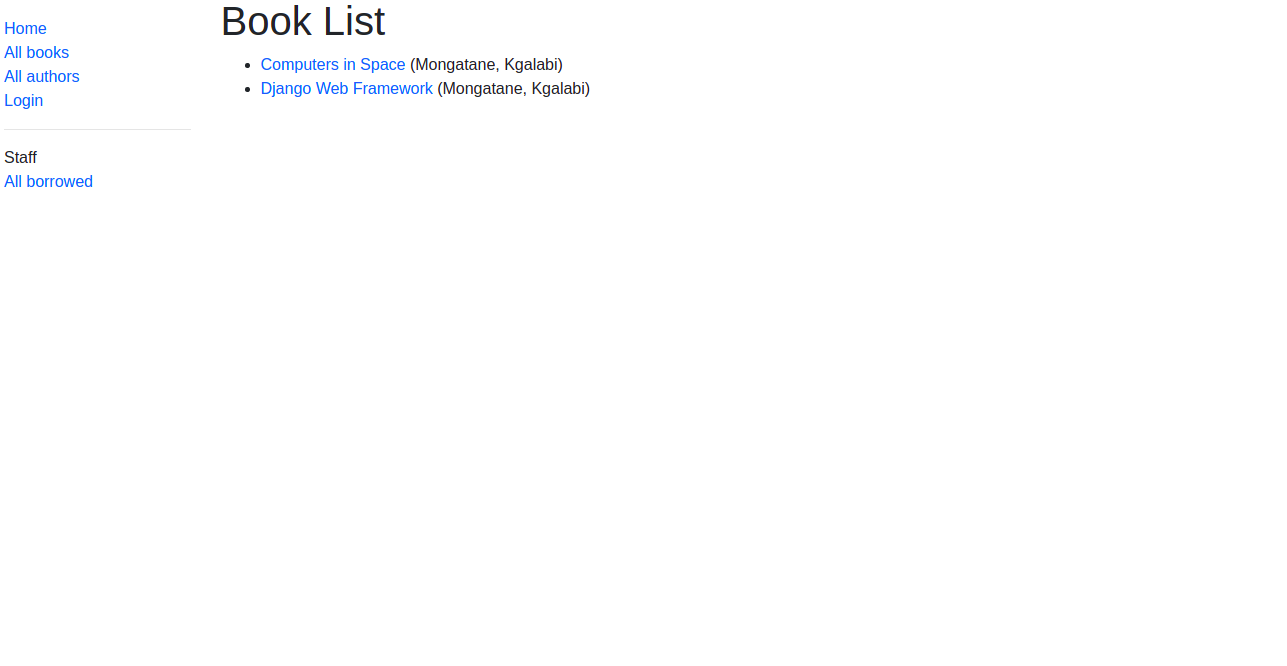 Home
All books
All authors
Login
Staff
All borrowed
Book List
Computers in Space (Mongatane, Kgalabi)
Django Web Framework (Mongatane, Kgalabi)